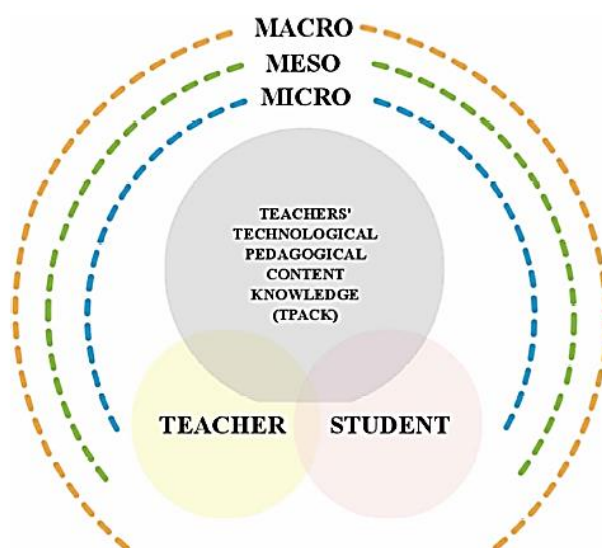 MACRO
MESO
MICRO
TEACHERS'
TECHNOLOGICAL
PEDAGOGICAL
CONTENT
KNOWLEDGE
(TPACK)
TEACHER STUDENT